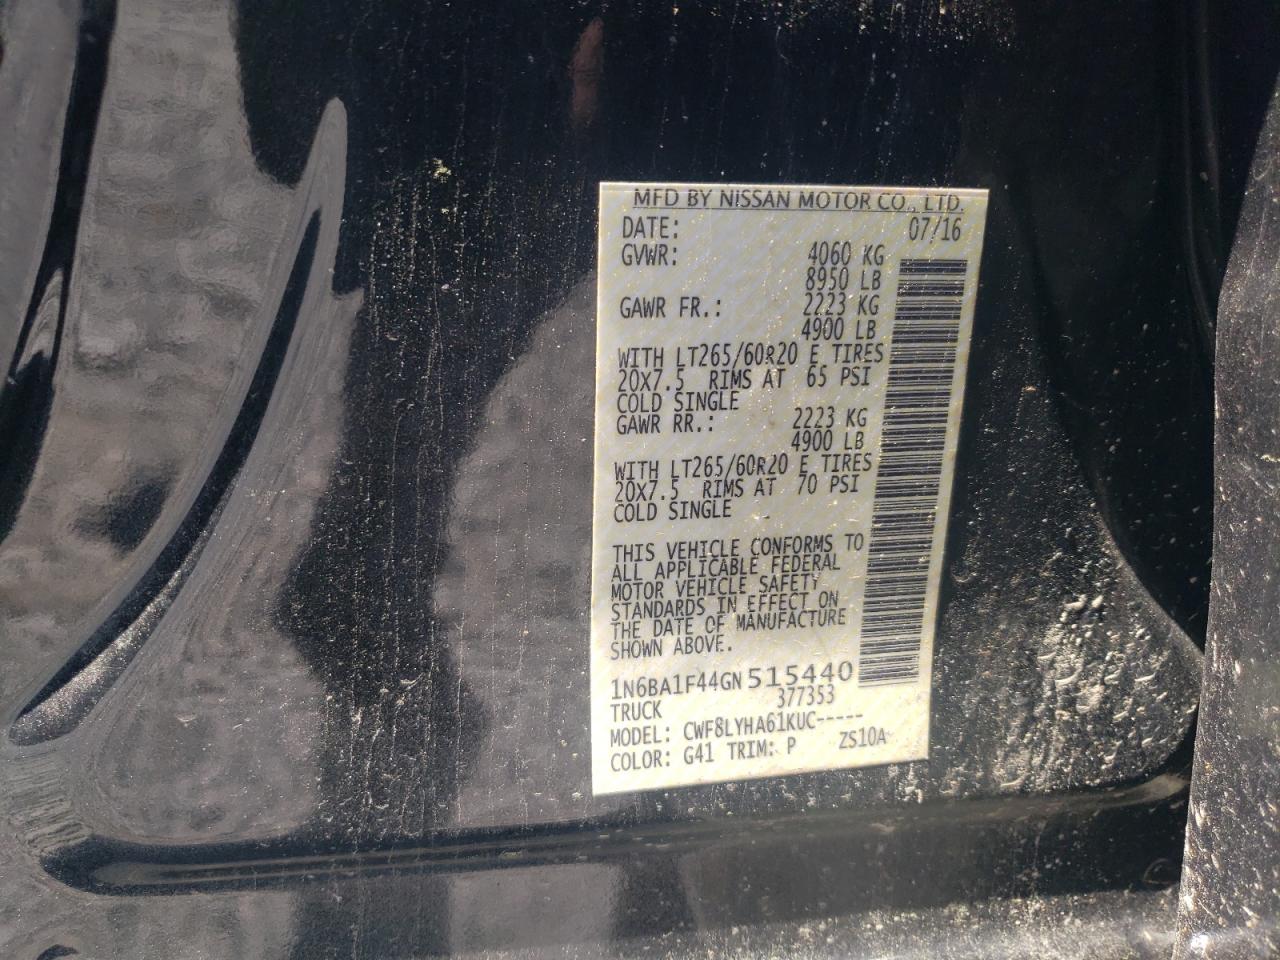 MFD BY NISSAN MOTOR CO., LTD.
DATE: 07/16
GVWR: 4060 KG
8950 LB
GAWR FR.: 2223 KG
4900 LB
WITH LT265/60R20 E TIRES
20X7.5 RIMS AT 65 PSI
COLD SINGLE
GAWR RR.: 2223 KG
4900 LB
WITH LT265/60R20 E TIRES
20X7.5 RIMS AT 70 PSI
COLD SINGLE
THIS VEHICLE CONFORMS TO
ALL APPLICABLE FEDERAL
MOTOR VEHICLE SAFETY
STANDARDS IN EFFECT ON
THE DATE OF MANUFACTURE
SHOWN ABOVE.
1N6BA1F44GN515440
TRUCK 377353
MODEL: CWF8LYHA61KUC-----
COLOR: G41 TRIM: P ZS10A